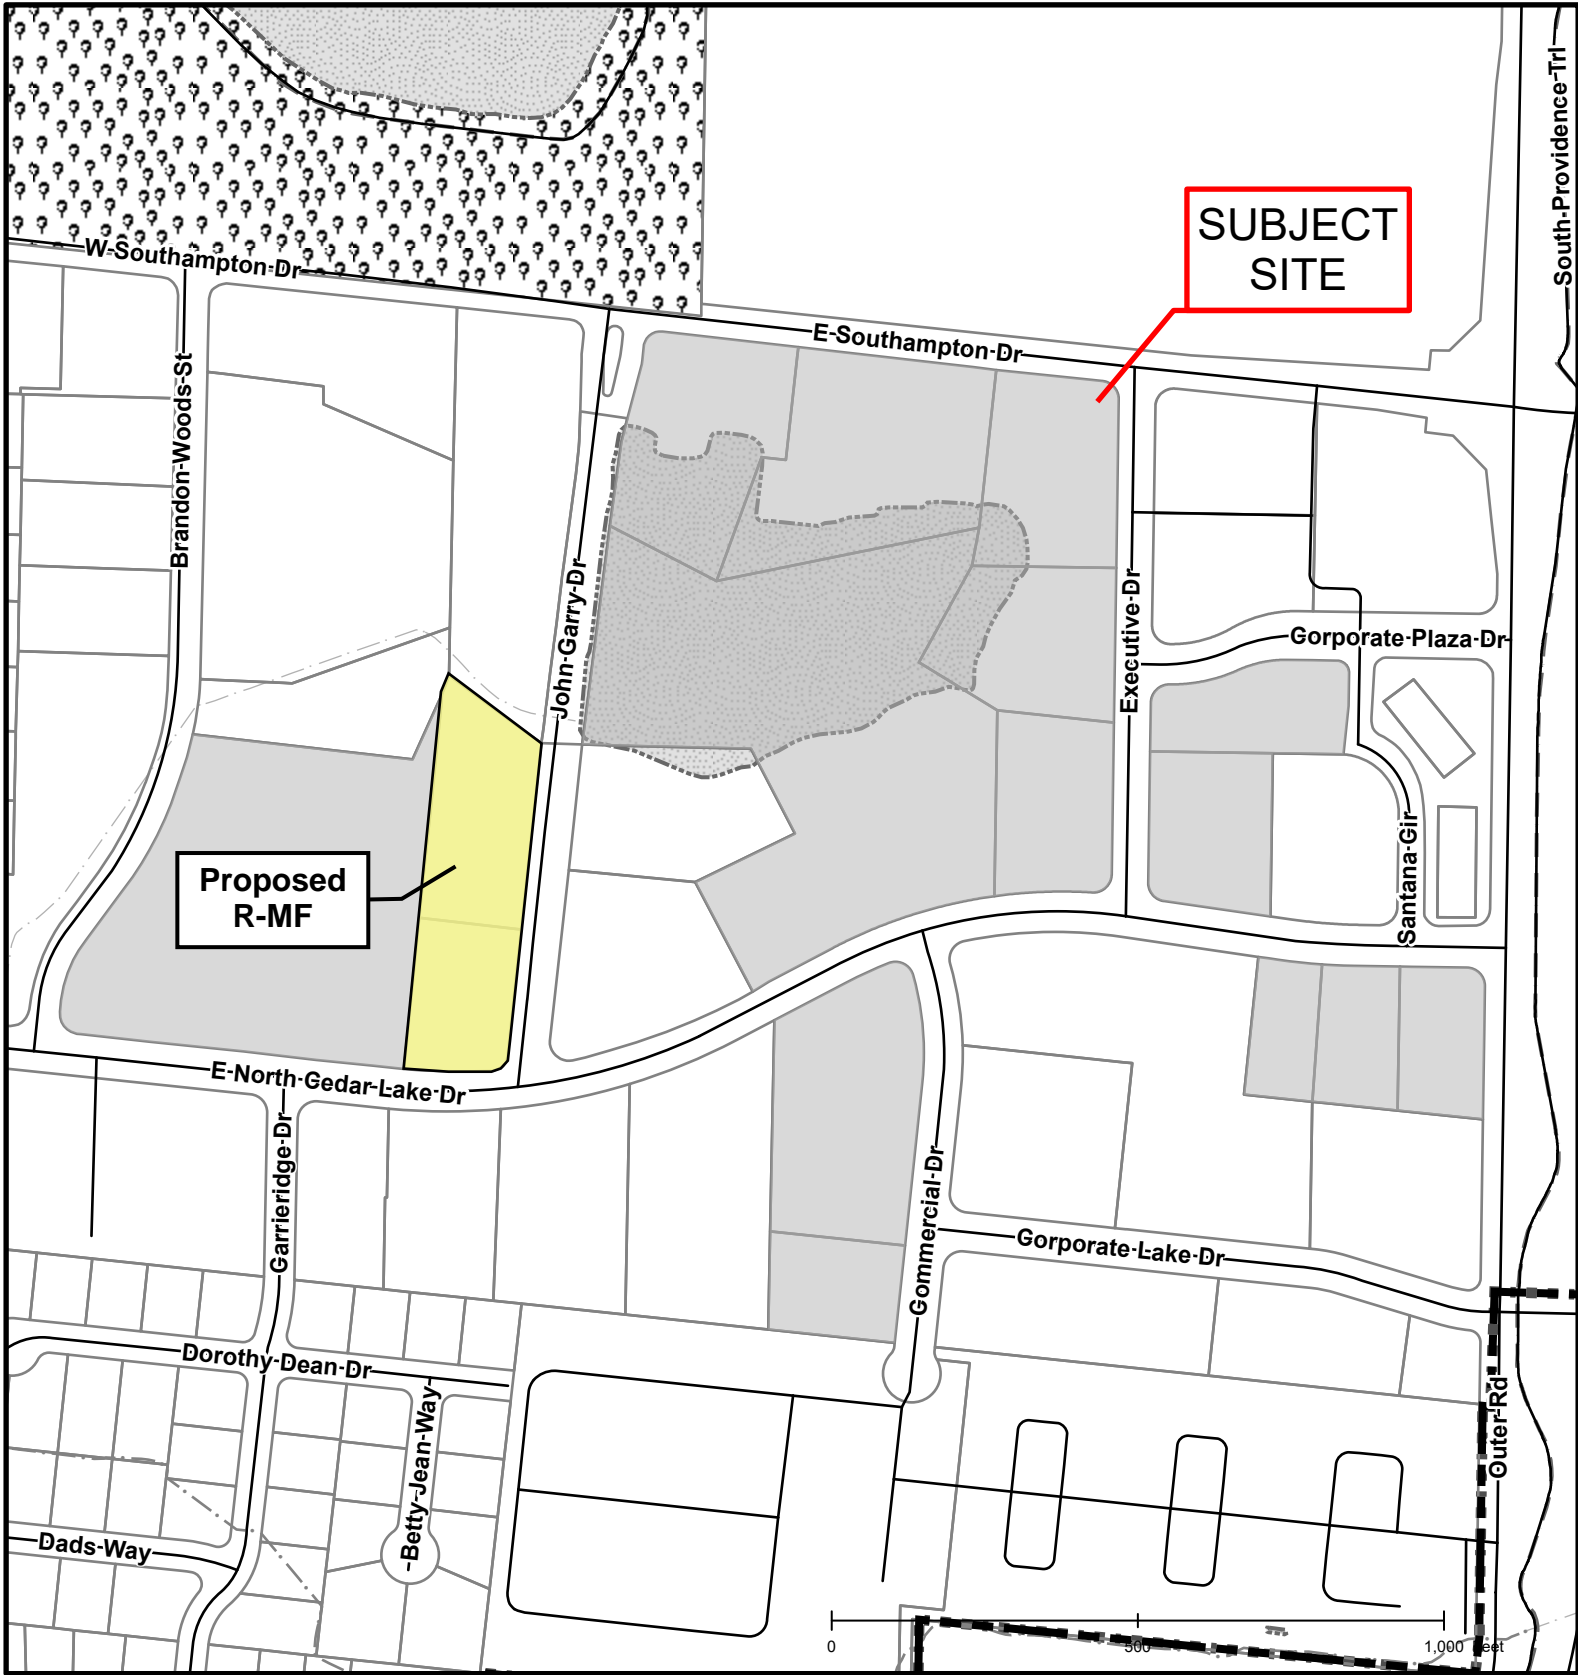 South-Providence-Trl
SUBJECT
SITE
W-Southampton-Dr
E-Southampton-Dr
Brandon-Woods-St
John-Garry-Dr
Executive-Dr
Gorporate-Plaza-Dr
Proposed
R-MF
Santana-Gir
E-North-Gedar-Lake-Dr
Garrieridge-Dr
Gommercial-Dr
Gorporate-Lake-Dr
Dorothy-Dean-Dr
Betty-Jean-Way
Outer-Rd
Dads-Way
0 500 1,000 Feet